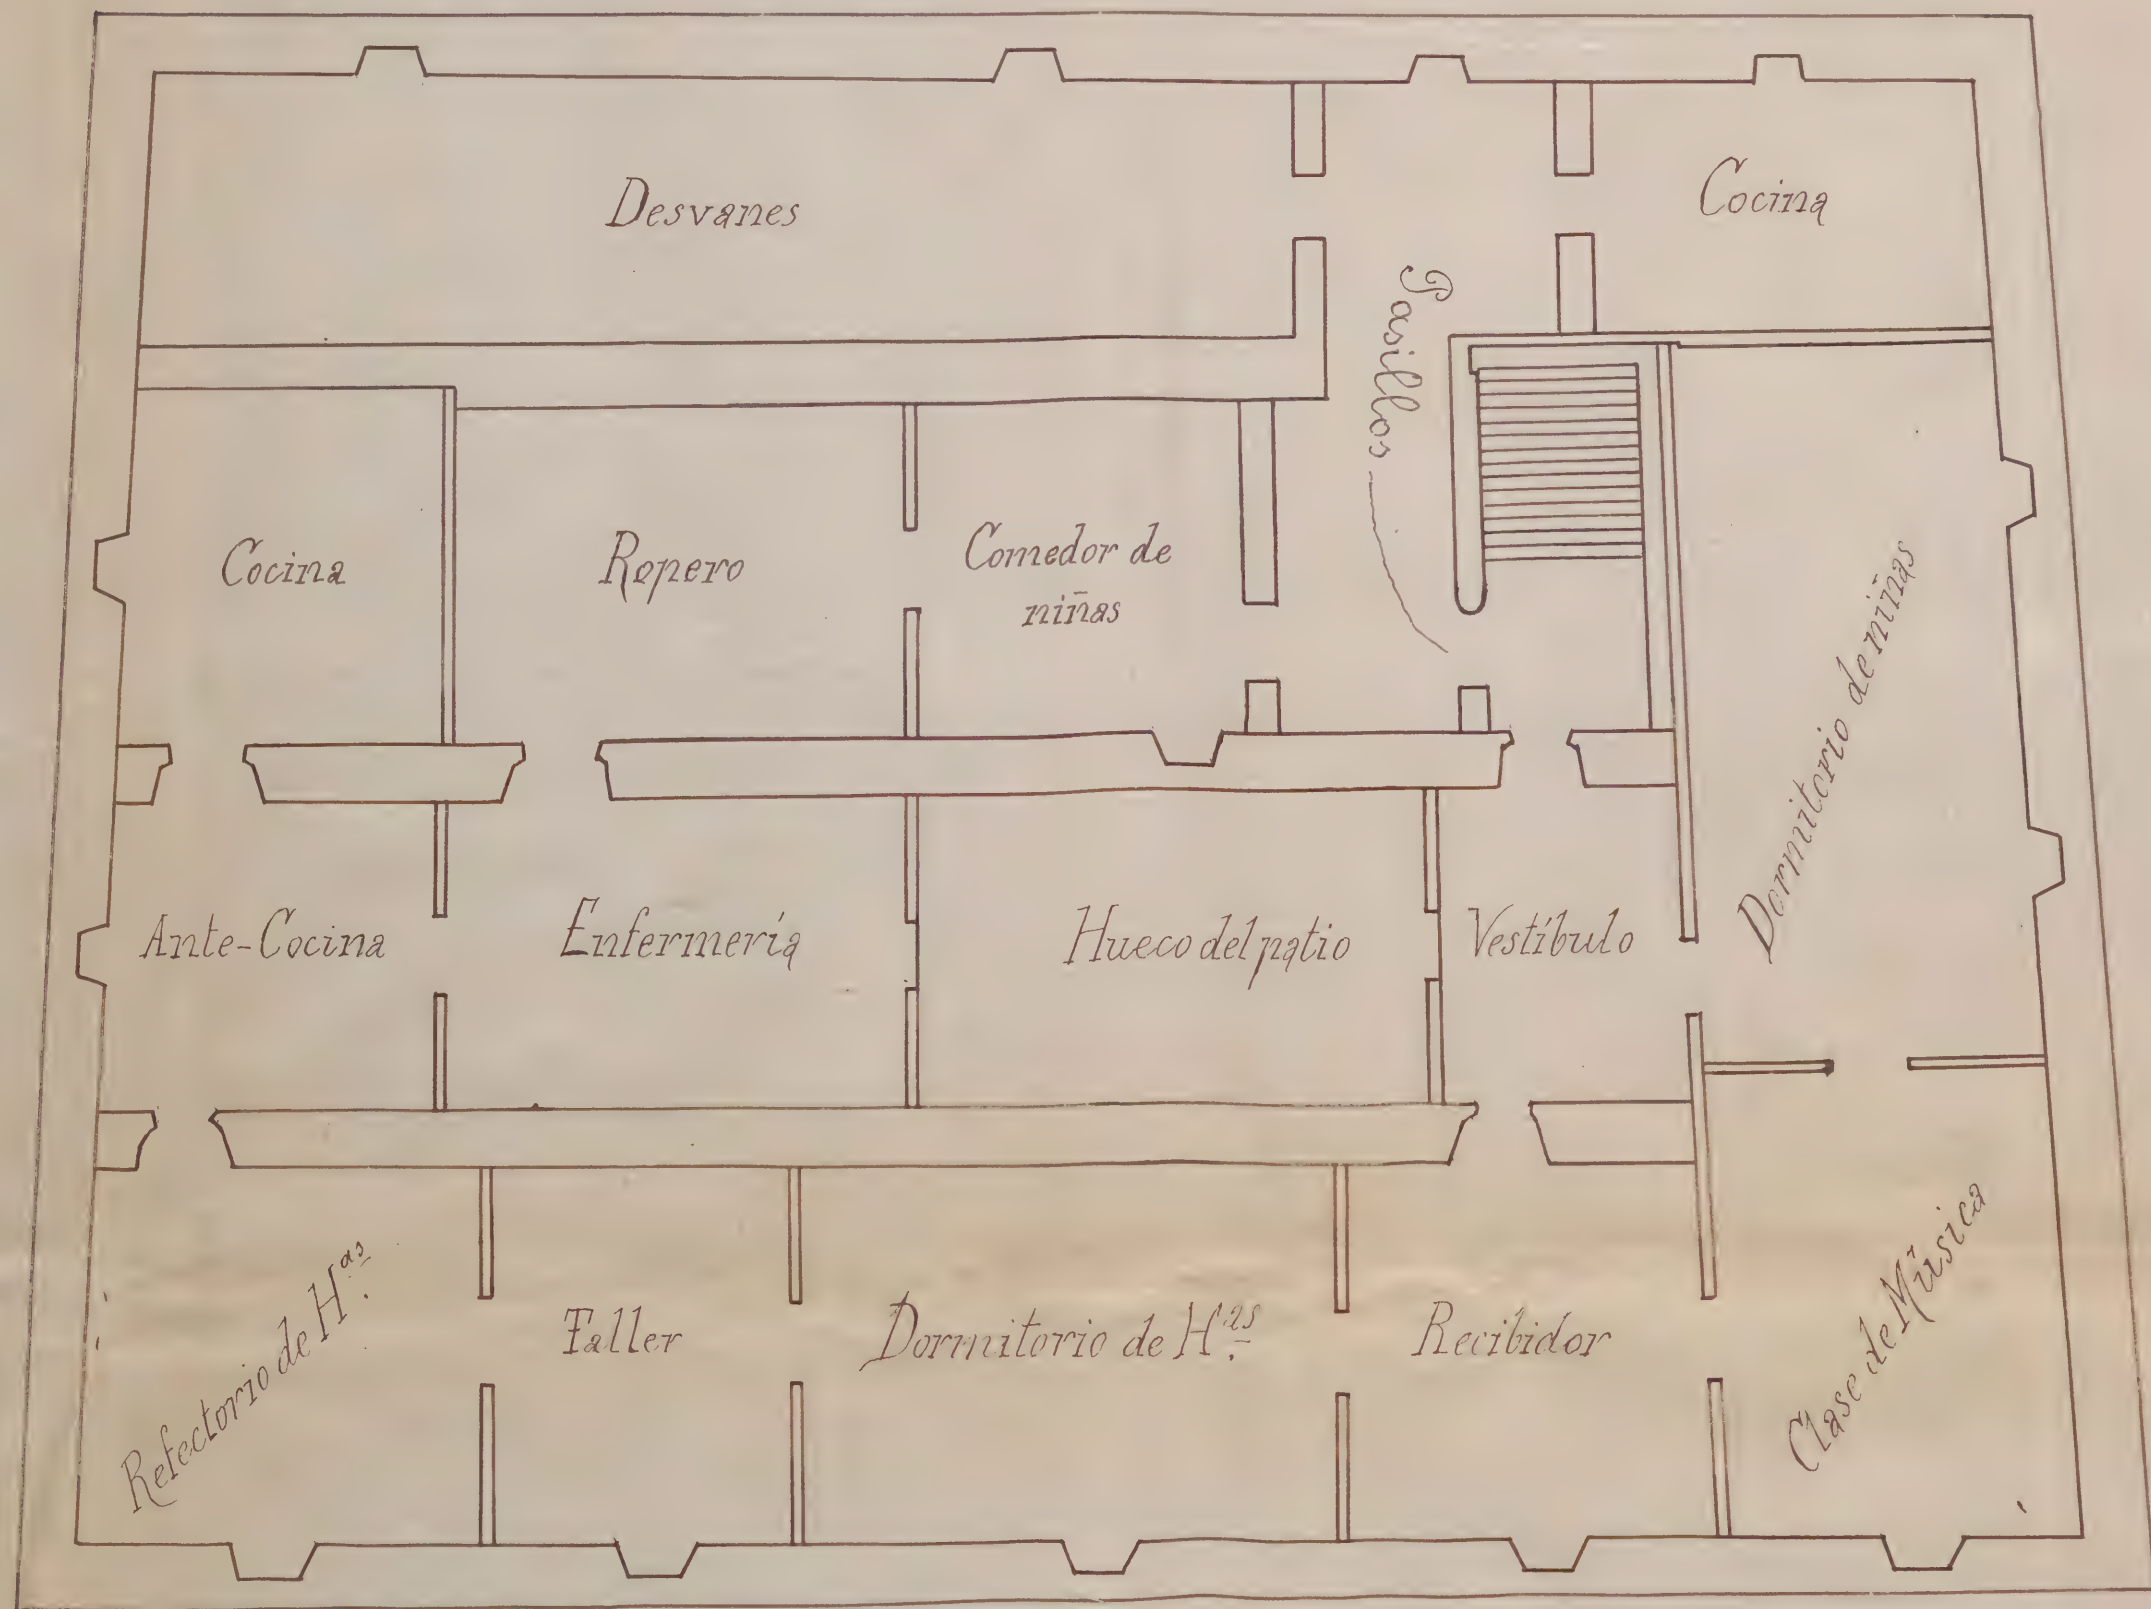 Desvanes
Cocina
Pasillos
Cocina
Ropero
Comedor de
niñas
Dormitorio de niñas
Ante-Cocina
Enfermería
Hueco del patio
Vestíbulo
Refectorio de H.ᵃˢ
Taller
Dormitorio de H.ᵃˢ
Recibidor
Clase de Música